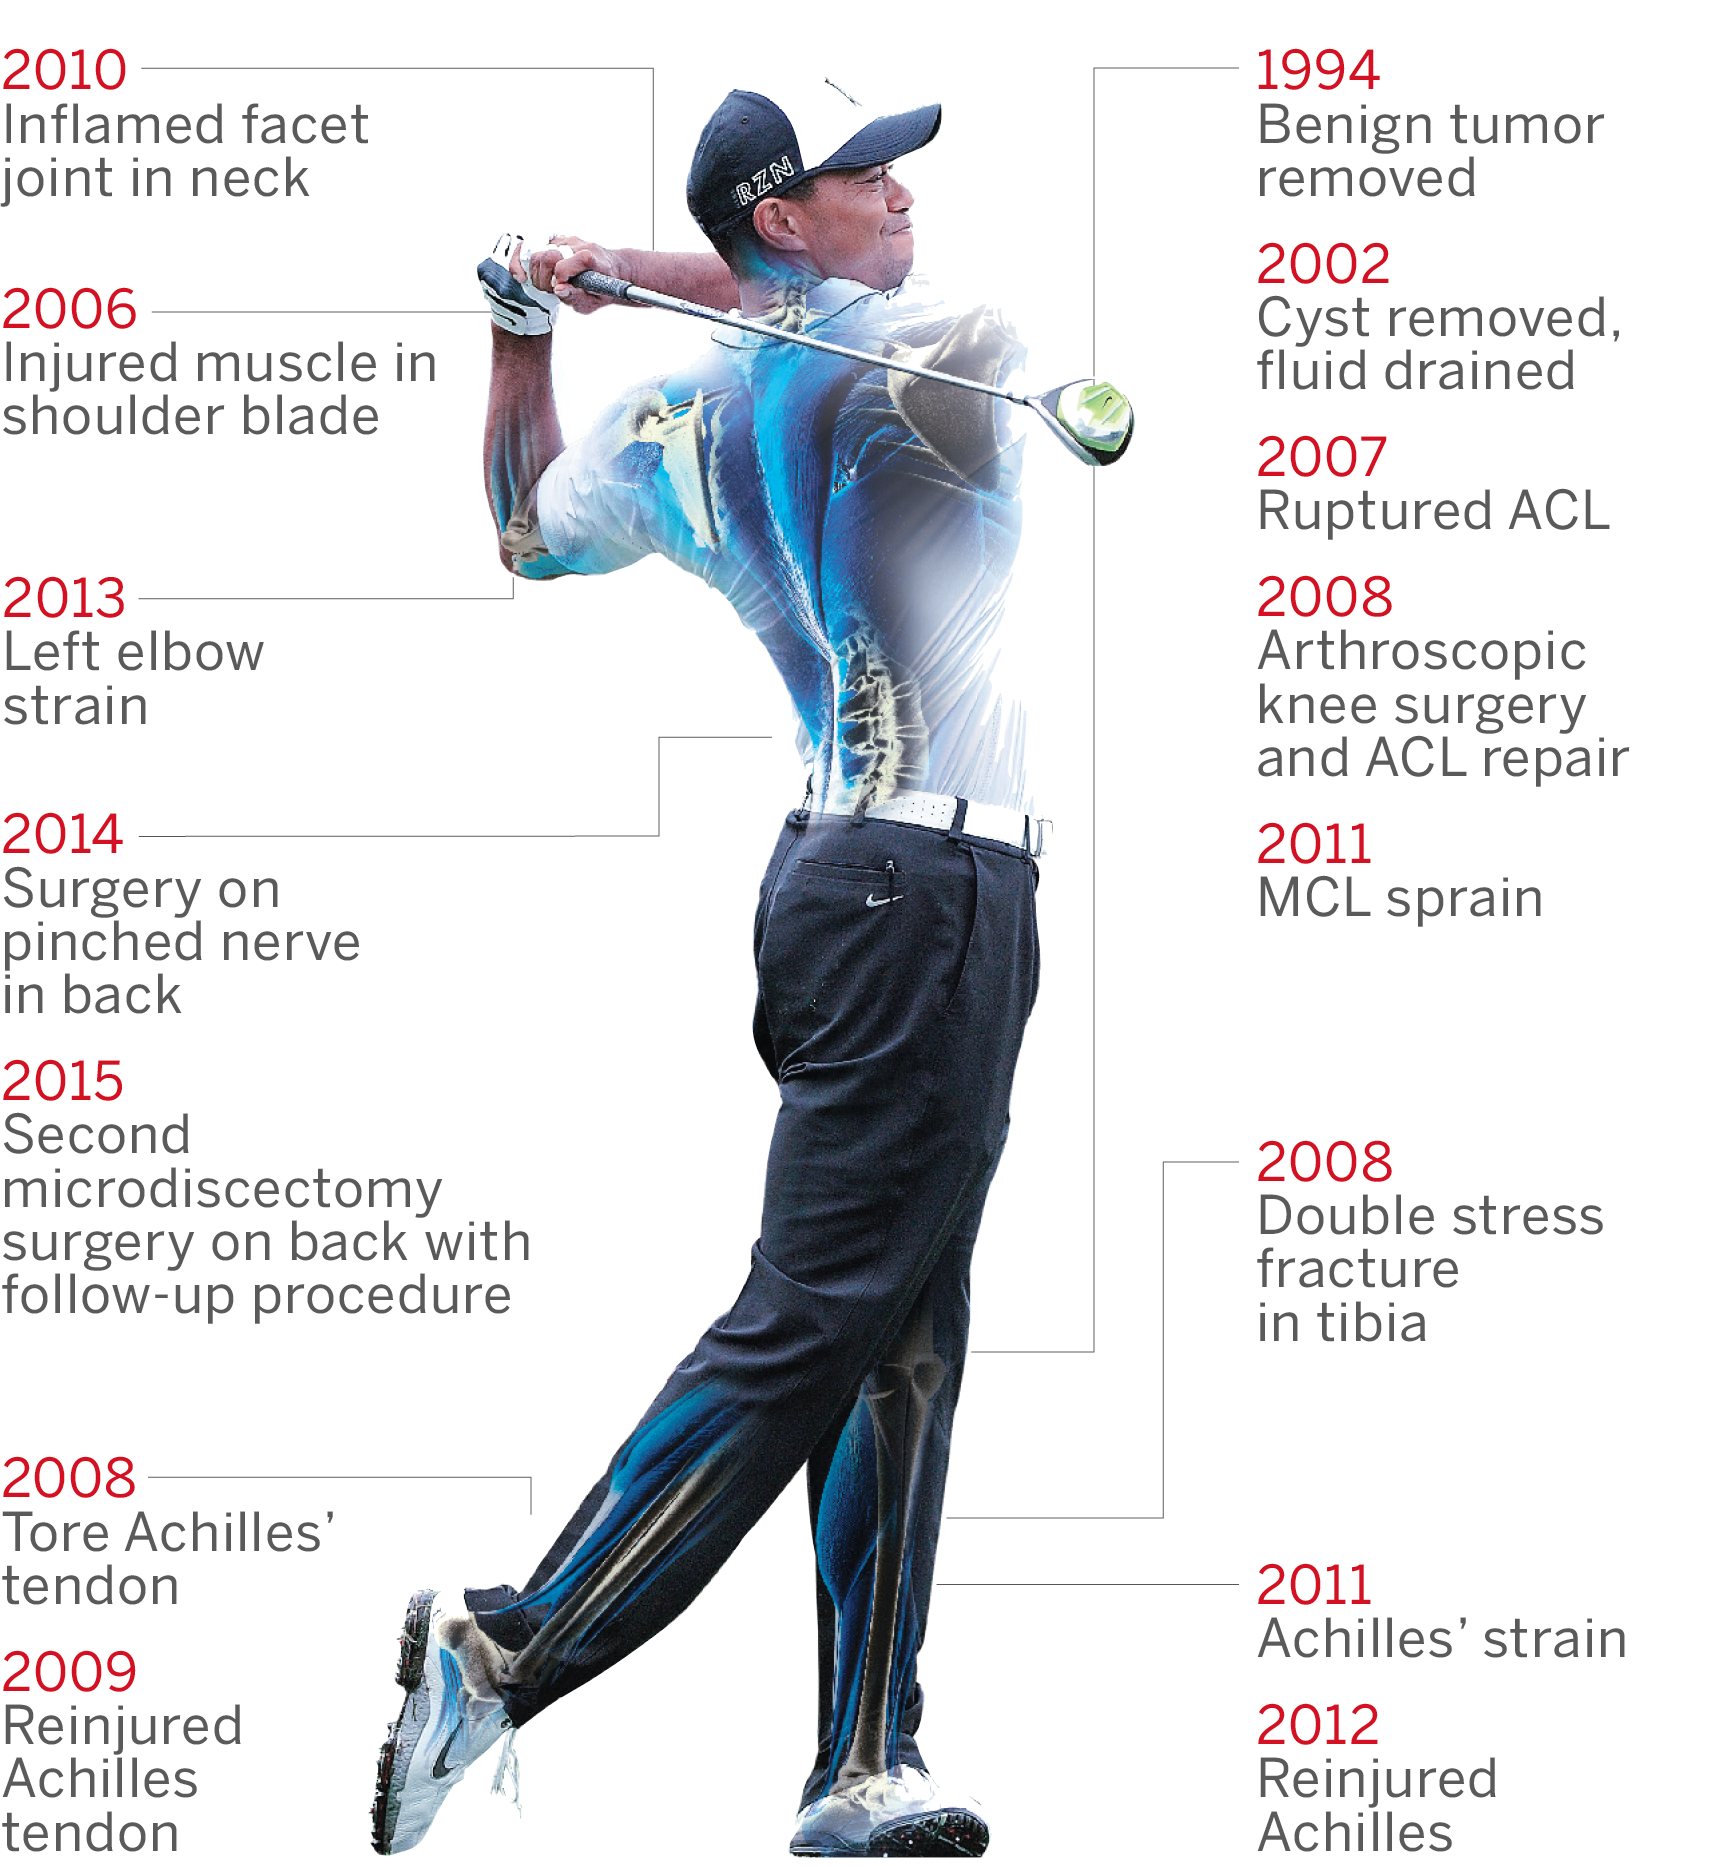 2010
Inflamed facet
joint in neck
2006
Injured muscle in
shoulder blade
2013
Left elbow
strain
2014
Surgery on
pinched nerve
in back
2015
Second
microdiscectomy
surgery on back with
follow-up procedure
2008
Tore Achilles’
tendon
2009
Reinjured
Achilles
tendon
RZN
1994
Benign tumor
removed
2002
Cyst removed,
fluid drained
2007
Ruptured ACL
2008
Arthroscopic
knee surgery
and ACL repair
2011
MCL sprain
2008
Double stress
fracture
in tibia
2011
Achilles’ strain
2012
Reinjured
Achilles